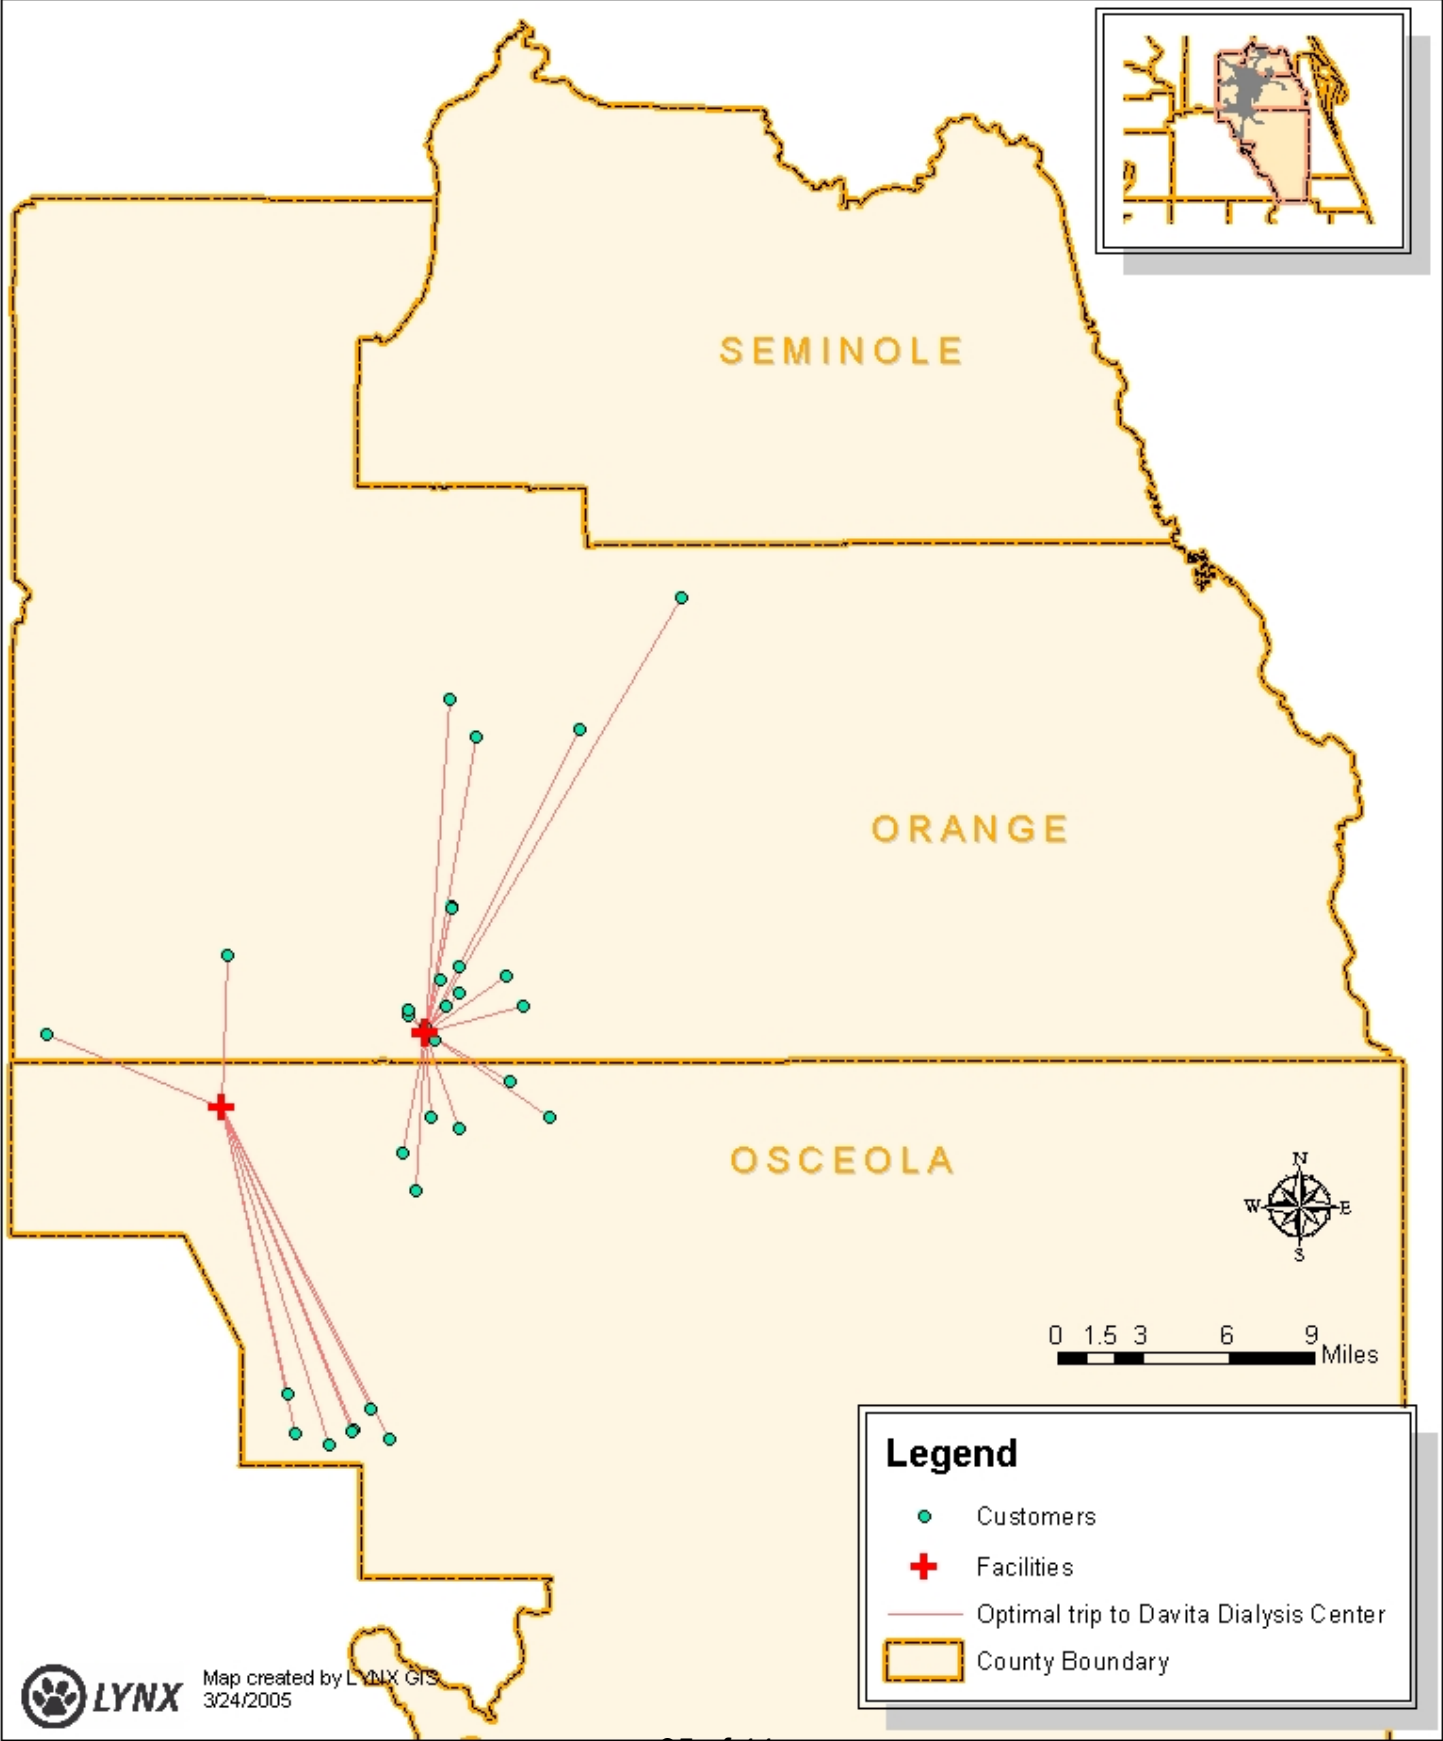 SEMINOLE
ORANGE
OSCEOLA
N
W E
S
0 1.5 3 6 9
Miles
Legend
Customers
Facilities
Optimal trip to Davita Dialysis Center
County Boundary
LYNX
Map created by LYNX GIS
3/24/2005